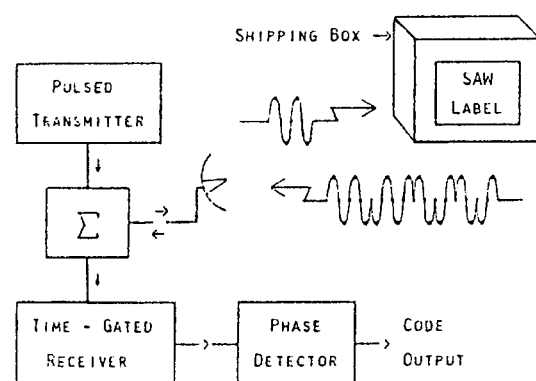 SHIPPING BOX
SAW
LABEL
PULSED
TRANSMITTER
Σ
TIME - GATED
RECEIVER
PHASE
DETECTOR
CODE
OUTPUT